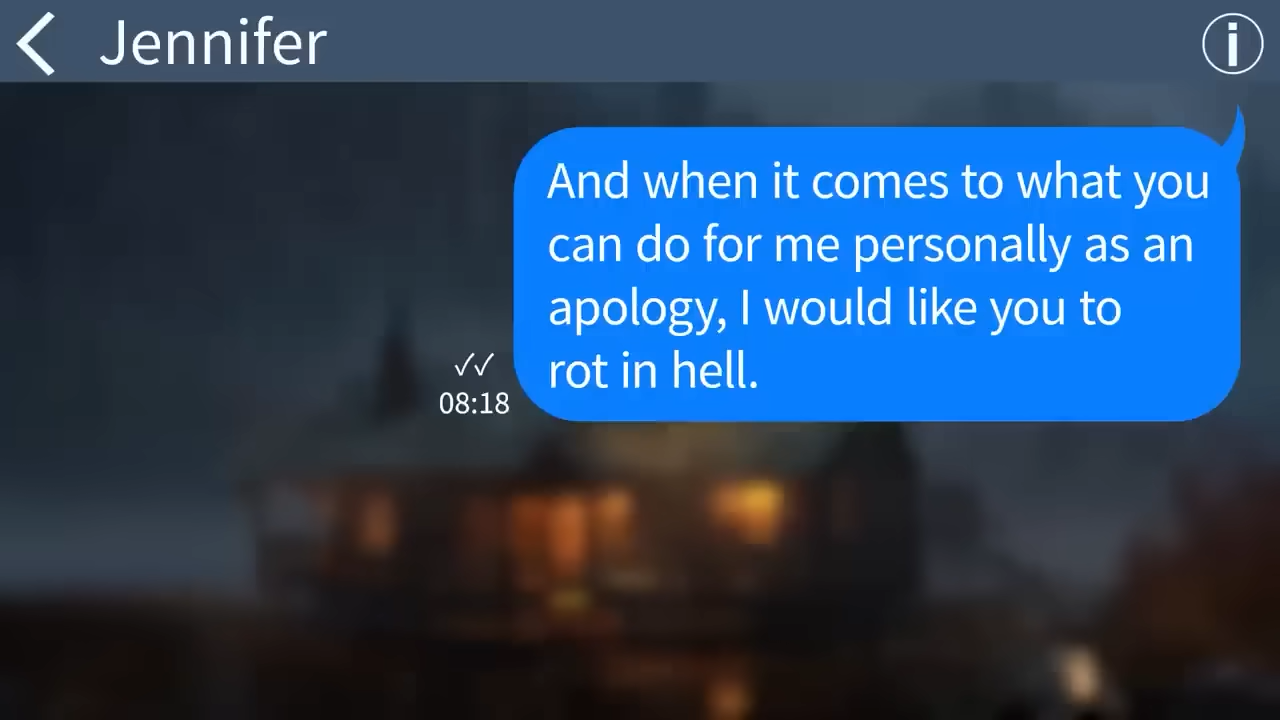 Jennifer
And when it comes to what you
can do for me personally as an
apology, I would like you to
rot in hell.
08:18